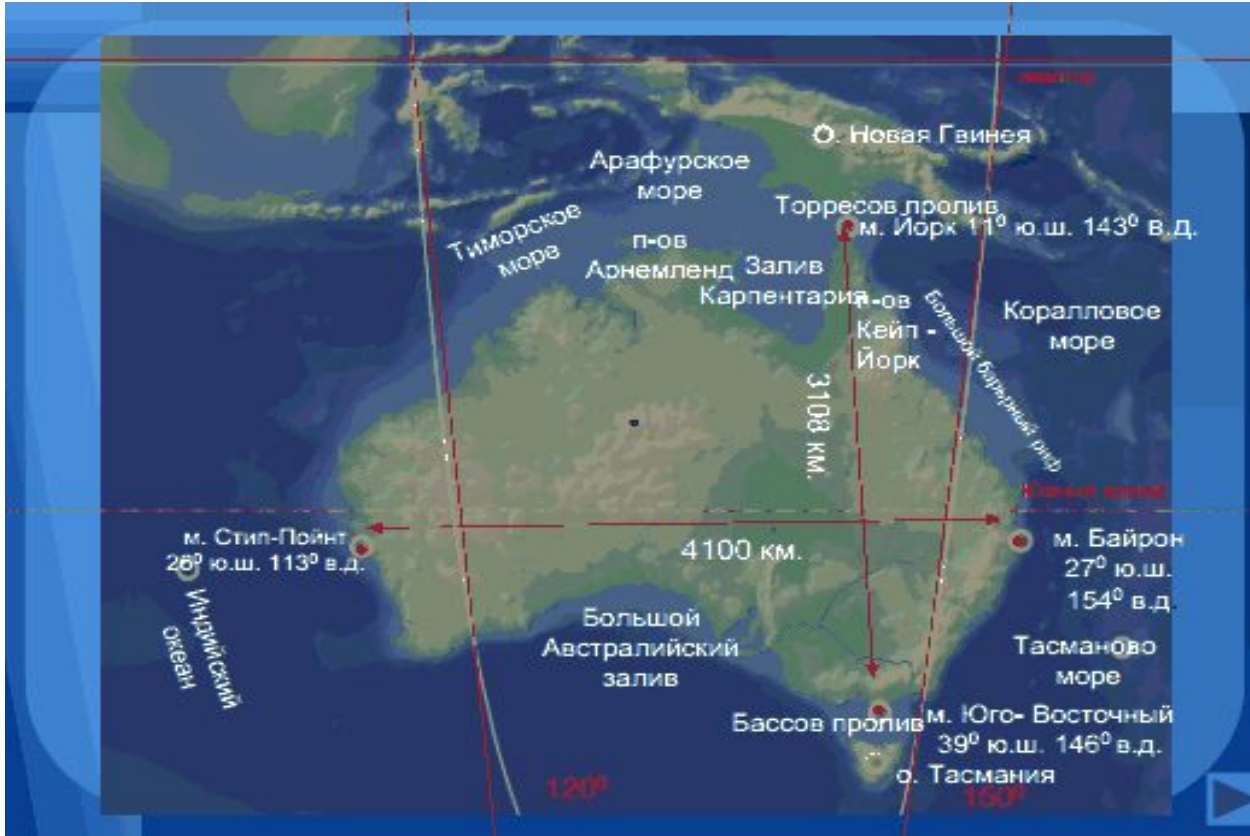 экватор
О. Новая Гвинея
Арафурское
море
Торресов пролив
м. Йорк 11⁰ ю.ш. 143⁰ в.д.
Тиморское
море
п-ов
Арнемленд
Залив
Карпентария
п-ов
Кейп -
Йорк
Большой барьрный риф
Коралловое
море
3108 км.
Южный тропик
м. Стип-Пойнт
26⁰ ю.ш. 113⁰ в.д.
4100 км.
м. Байрон
27⁰ ю.ш.
154⁰ в.д.
Индийский
океан
Большой
Австралийский
залив
Тасманово
море
Бассов пролив
м. Юго- Восточный
39⁰ ю.ш. 146⁰ в.д.
о. Тасмания
120⁰
150⁰